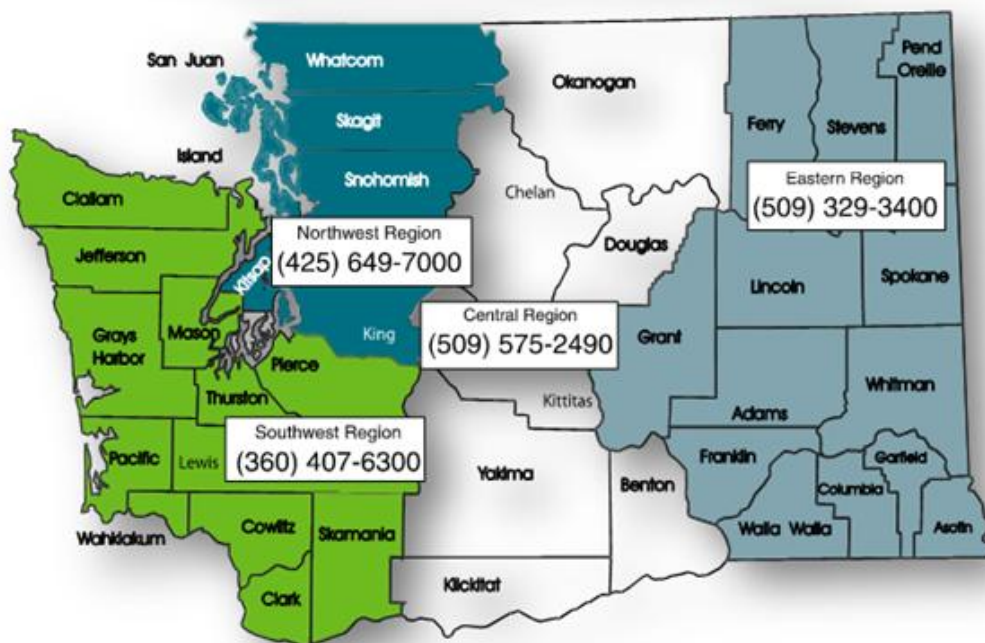 Whatcom
San Juan
Skagit
Island
Snohomish
Okanogan
Pend
Oreille
Ferry
Stevens
Chelan
Eastern Region
(509) 329-3400
Clallam
Jefferson
Northwest Region
(425) 649-7000
Kitsap
Douglas
Lincoln
Spokane
Grays
Harbor
Mason
King
Central Region
(509) 575-2490
Grant
Pierce
Thurston
Kittitas
Adams
Whitman
Southwest Region
(360) 407-6300
Pacific
Lewis
Yakima
Benton
Franklin
Garfield
Columbia
Wahkiakum
Cowlitz
Skamania
Walla Walla
Asotin
Clark
Klickitat